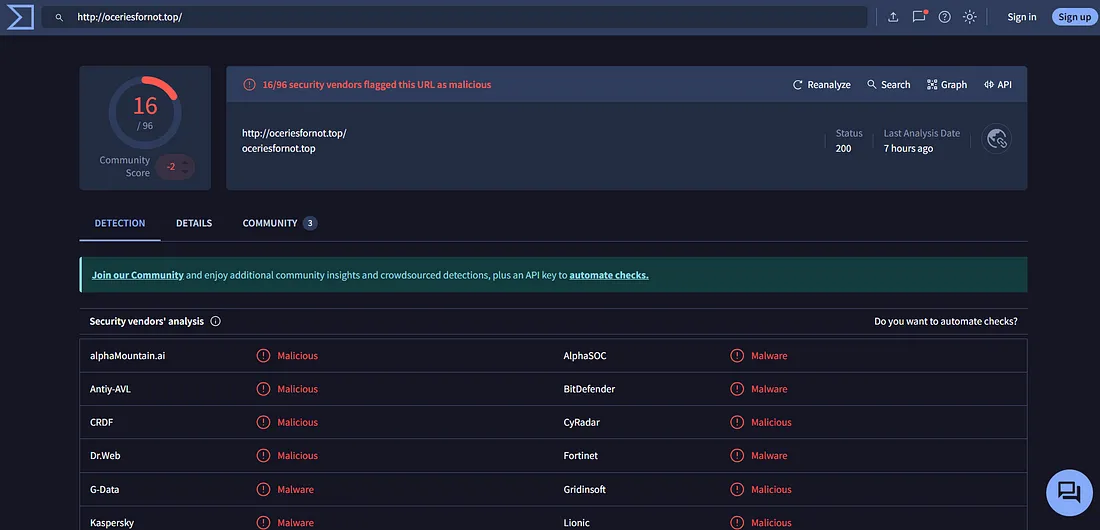 http://oceriesfornot.top/
Sign in
Sign up
16
/ 96
Community
Score
-2
16/96 security vendors flagged this URL as malicious
Reanalyze
Search
Graph
API
http://oceriesfornot.top/
oceriesfornot.top
Status
200
Last Analysis Date
7 hours ago
DETECTION
DETAILS
COMMUNITY
3
Join our Community and enjoy additional community insights and crowdsourced detections, plus an API key to automate checks.
Security vendors' analysis
Do you want to automate checks?
alphaMountain.ai
Malicious
AlphaSOC
Malware
Antiy-AVL
Malicious
BitDefender
Malware
CRDF
Malicious
CyRadar
Malicious
Dr.Web
Malicious
Fortinet
Malware
G-Data
Malware
Gridinsoft
Malicious
Kaspersky
Malware
Lionic
Malicious